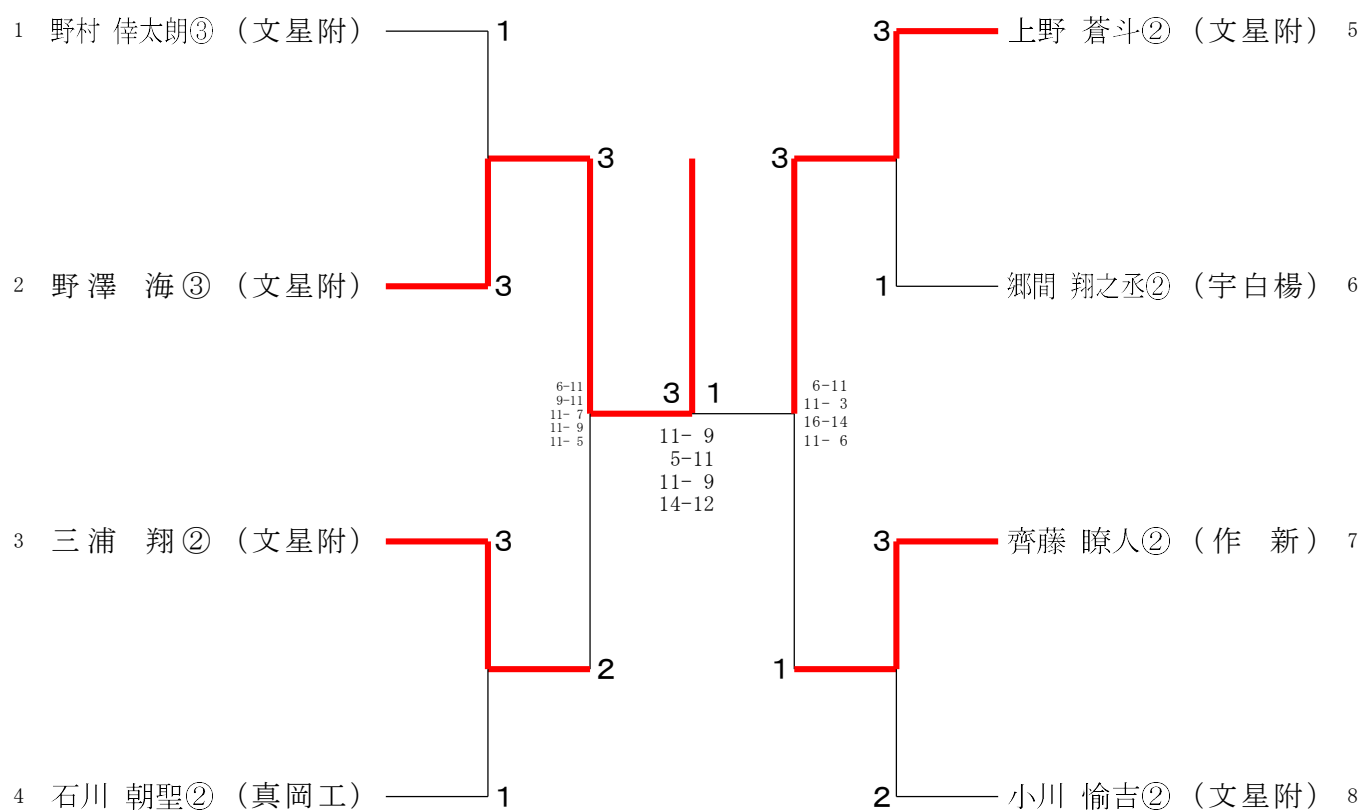 1 野村 倖太朗③ (文星附) 1
3 上野 蒼斗② (文星附) 5
3
3
2 野澤 海③ (文星附) 3
1 郷間 翔之丞② (宇白楊) 6
6-11
9-11
11- 7
11- 9
11- 5
3 1
11- 9
5-11
11- 9
14-12
6-11
11- 3
16-14
11- 6
3 三浦 翔② (文星附) 3
3 齊藤 瞭人② (作 新) 7
2
1
4 石川 朝聖② (真岡工) 1
2 小川 愉吉② (文星附) 8